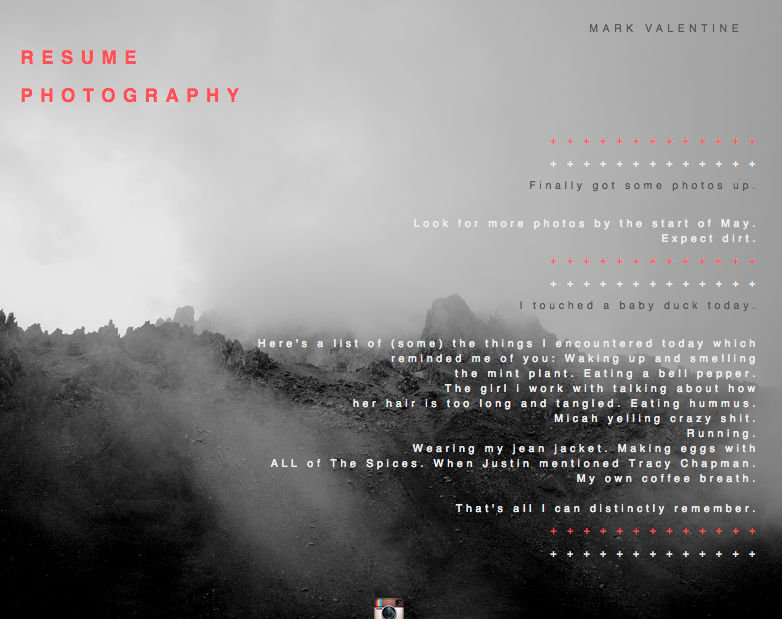 MARK VALENTINE
RESUME
PHOTOGRAPHY
+ + + + + + + + + + + + +
+ + + + + + + + + + + + +
Finally got some photos up.
Look for more photos by the start of May.
Expect dirt.
+ + + + + + + + + + + + +
+ + + + + + + + + + + + +
I touched a baby duck today.
Here's a list of (some) the things I encountered today which
reminded me of you: Waking up and smelling
the mint plant. Eating a bell pepper.
The girl I work with talking about how
her hair is too long and tangled. Eating hummus.
Micah yelling crazy shit.
Running.
Wearing my jean jacket. Making eggs with
ALL of The Spices. When Justin mentioned Tracy Chapman.
My own coffee breath.
That's all I can distinctly remember.
+ + + + + + + + + + + + +
+ + + + + + + + + + + + +